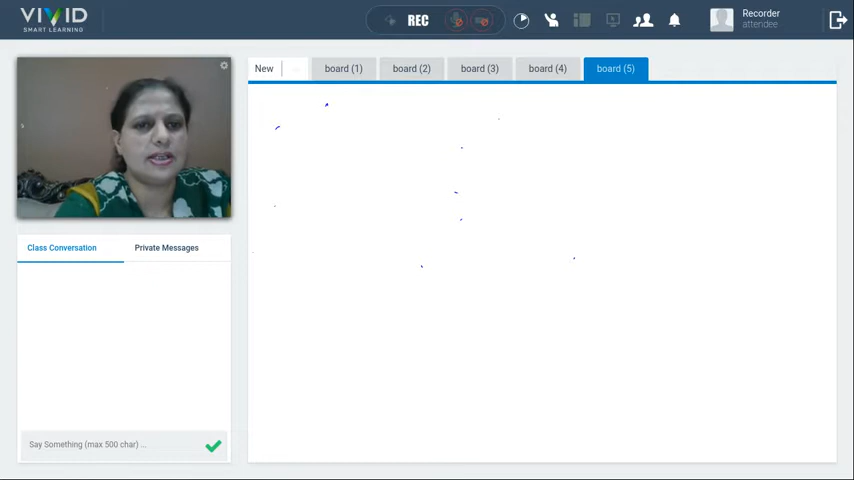 VIVID
SMART LEARNING
REC
Recorder
attendee
New
board (1)
board (2)
board (3)
board (4)
board (5)
Class Conversation
Private Messages
Say Something (max 500 char) ...